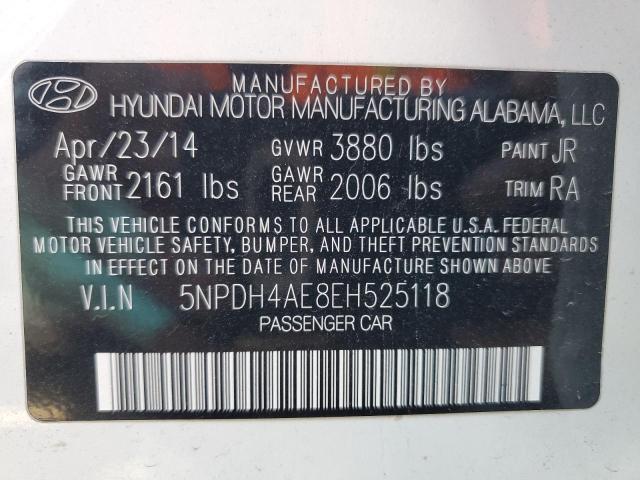 MANUFACTURED BY
HYUNDAI MOTOR MANUFACTURING ALABAMA, LLC
Apr/23/14 GVWR 3880 lbs PAINT JR
GAWR FRONT 2161 lbs GAWR REAR 2006 lbs TRIM RA
THIS VEHICLE CONFORMS TO ALL APPLICABLE U.S.A. FEDERAL
MOTOR VEHICLE SAFETY, BUMPER, AND THEFT PREVENTION STANDARDS
IN EFFECT ON THE DATE OF MANUFACTURE SHOWN ABOVE.
V.I.N 5NPDH4AE8EH525118
PASSENGER CAR